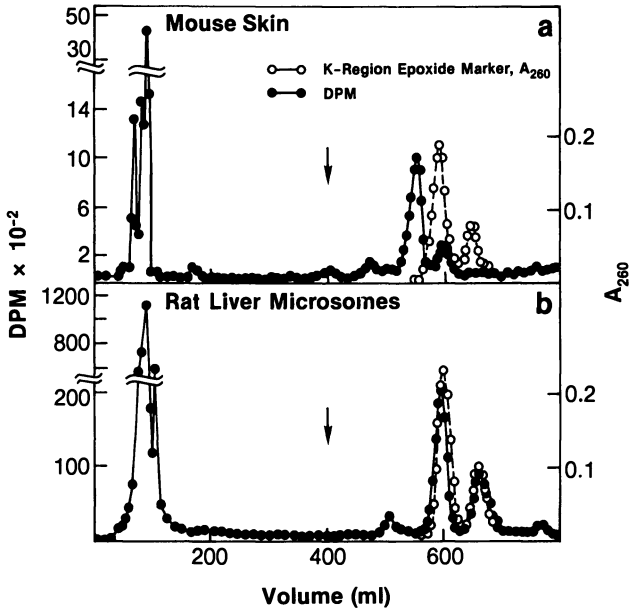 50
Mouse Skin
a
30
K-Region Epoxide Marker, A260
DPM
14
0.2
10
6
0.1
2
DPM × 10-2
A260
1200
Rat Liver Microsomes
b
800
200
0.2
100
0.1
200
400
600
Volume (ml)